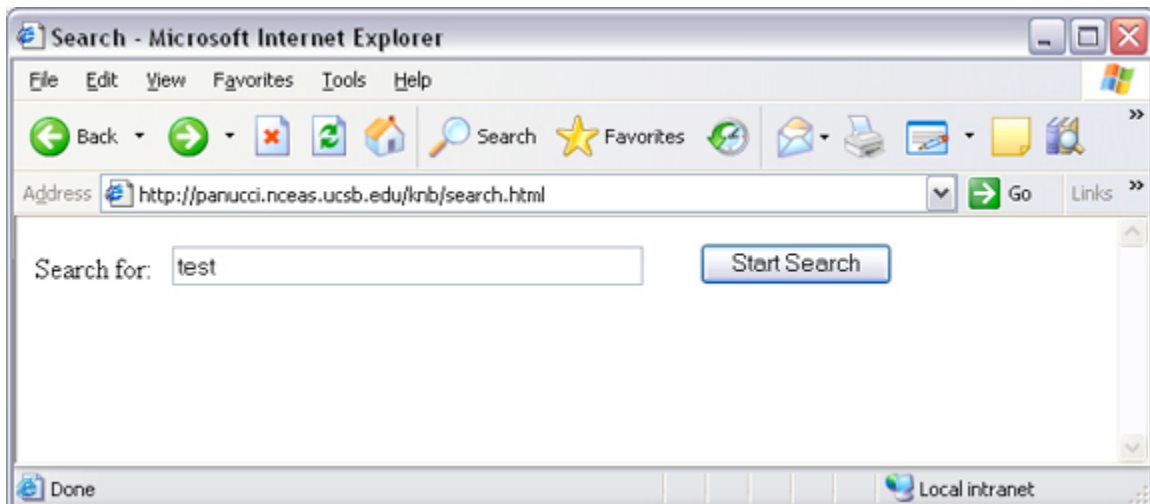 Search - Microsoft Internet Explorer
File Edit View Favorites Tools Help
Back Search Favorites
Address http://panucci.nceas.ucsb.edu/knb/search.html Go Links
Search for: test Start Search
Done Local intranet